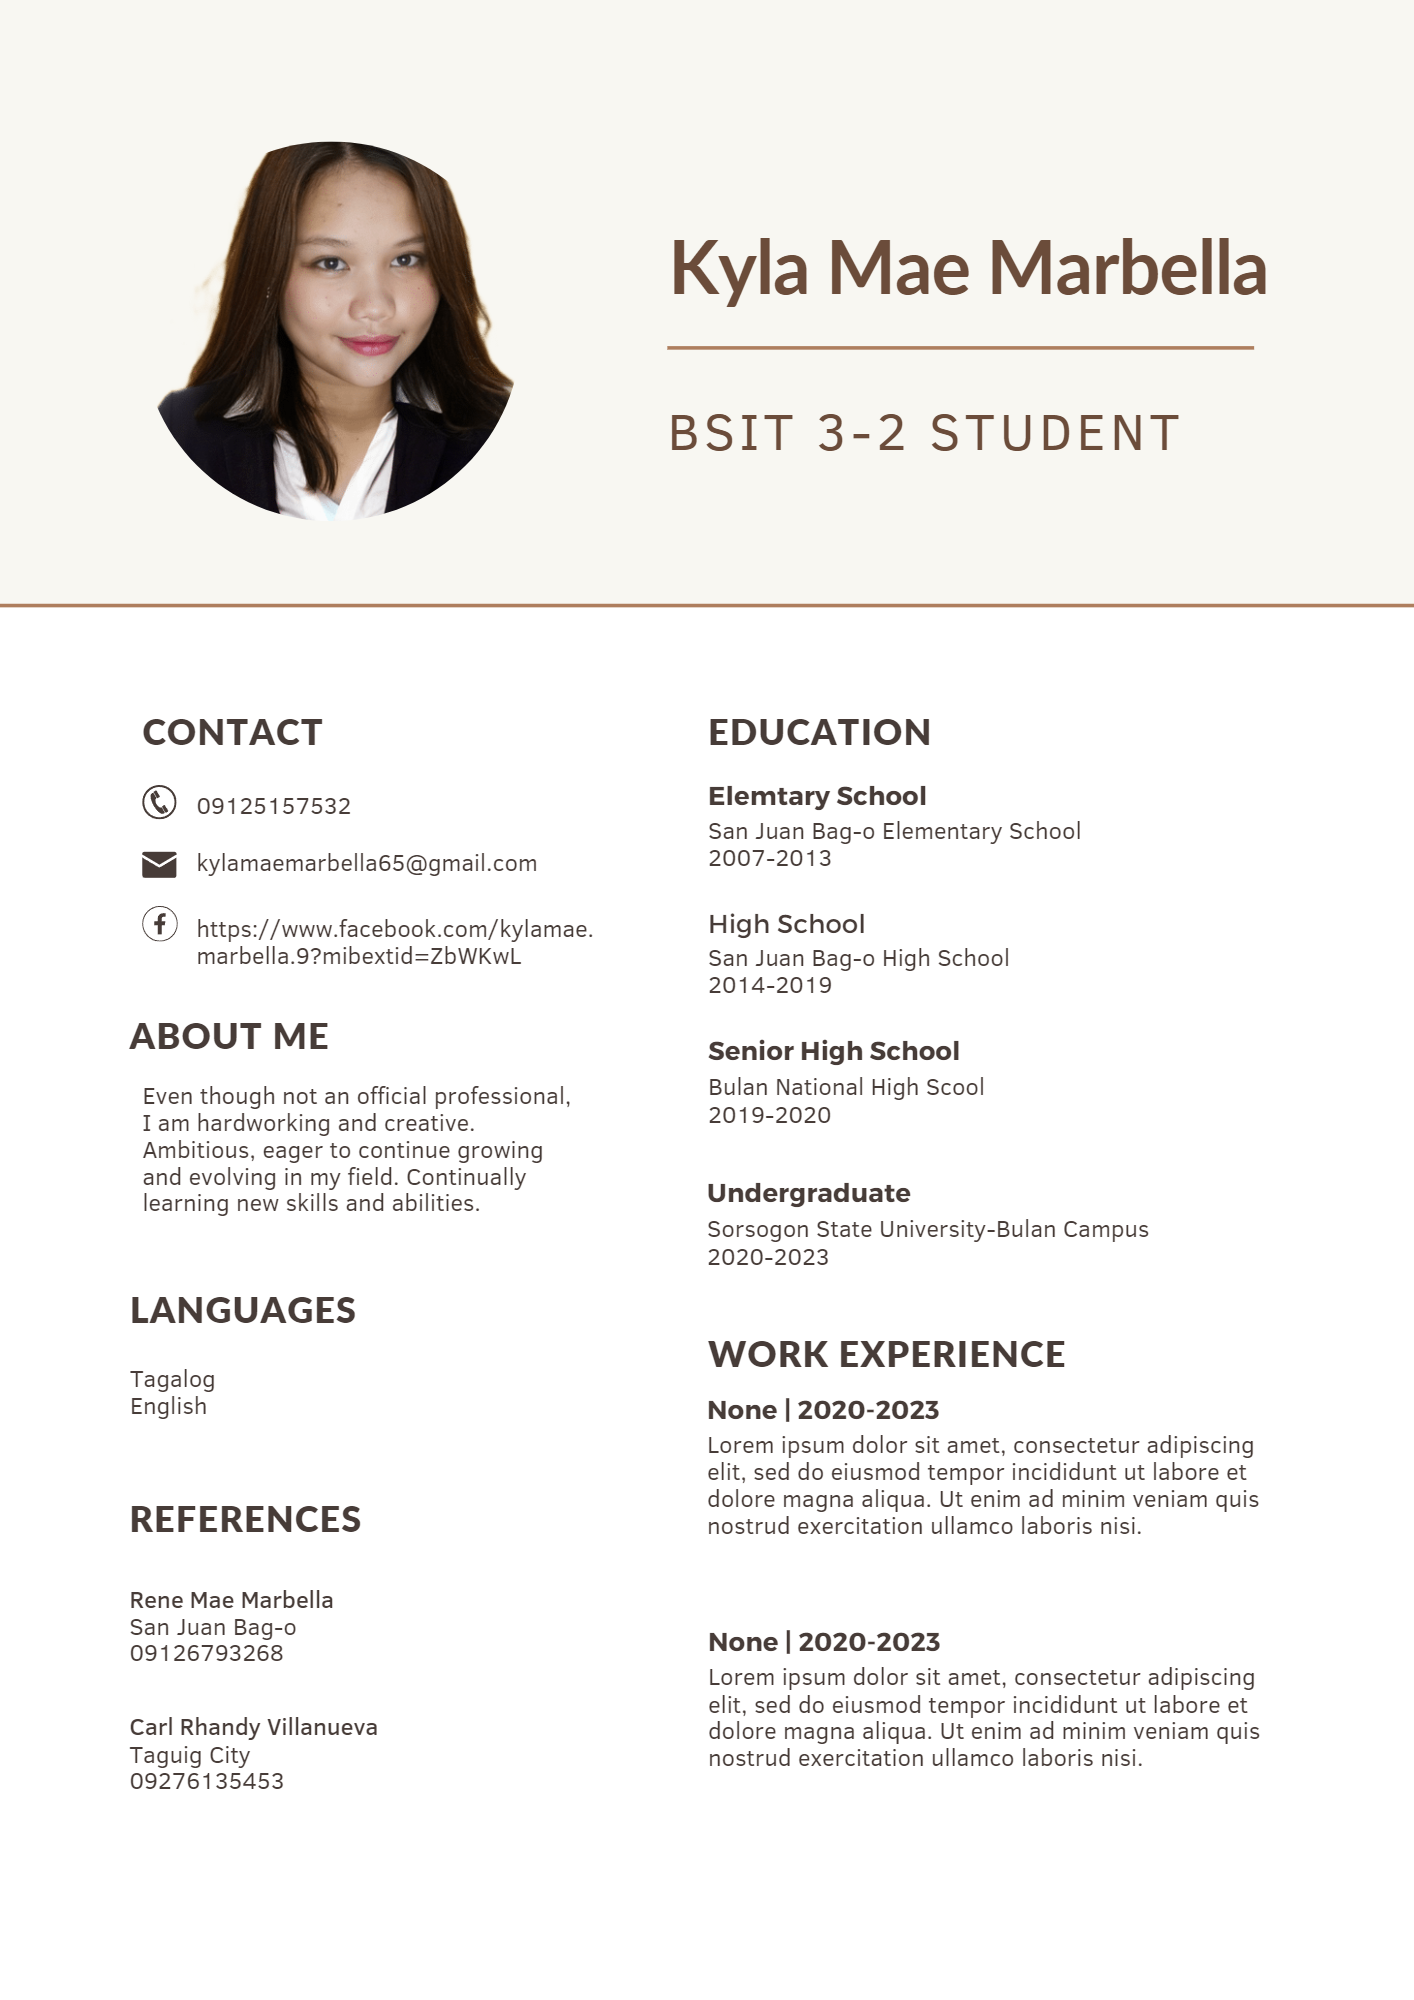 Kyla Mae Marbella
BSIT 3-2 STUDENT
CONTACT
09125157532
kylamaemarbella65@gmail.com
https://www.facebook.com/kylamae.
marbella.9?mibextid=ZbWKwL
ABOUT ME
Even though not an official professional,
I am hardworking and creative.
Ambitious, eager to continue growing
and evolving in my field. Continually
learning new skills and abilities.
LANGUAGES
Tagalog
English
REFERENCES
Rene Mae Marbella
San Juan Bag-o
09126793268
Carl Rhandy Villanueva
Taguig City
09276135453
EDUCATION
Elemtary School
San Juan Bag-o Elementary School
2007-2013
High School
San Juan Bag-o High School
2014-2019
Senior High School
Bulan National High Scool
2019-2020
Undergraduate
Sorsogon State University-Bulan Campus
2020-2023
WORK EXPERIENCE
None | 2020-2023
Lorem ipsum dolor sit amet, consectetur adipiscing
elit, sed do eiusmod tempor incididunt ut labore et
dolore magna aliqua. Ut enim ad minim veniam quis
nostrud exercitation ullamco laboris nisi.
None | 2020-2023
Lorem ipsum dolor sit amet, consectetur adipiscing
elit, sed do eiusmod tempor incididunt ut labore et
dolore magna aliqua. Ut enim ad minim veniam quis
nostrud exercitation ullamco laboris nisi.